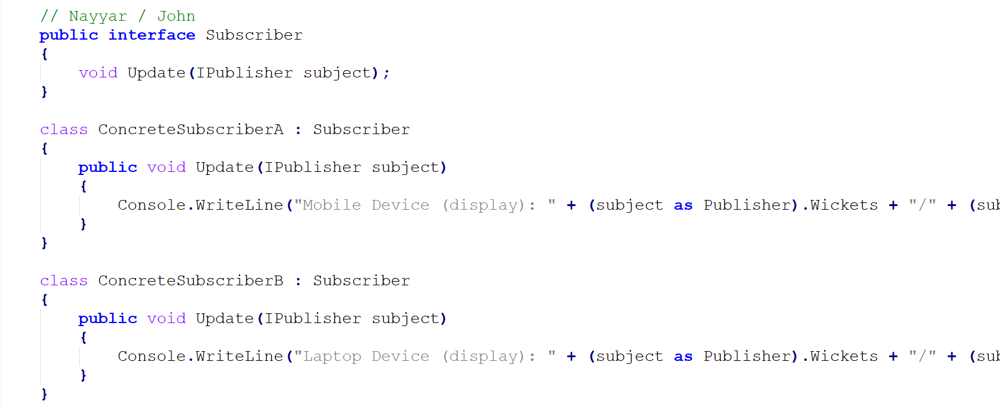 // Nayyar / John
public interface Subscriber
{
    void Update(IPublisher subject);
}
class ConcreteSubscriberA : Subscriber
{
    public void Update(IPublisher subject)
    {
        Console.WriteLine("Mobile Device (display): " + (subject as Publisher).Wickets + "/" + (sub
    }
}
class ConcreteSubscriberB : Subscriber
{
    public void Update(IPublisher subject)
    {
        Console.WriteLine("Laptop Device (display): " + (subject as Publisher).Wickets + "/" + (sub
    }
}